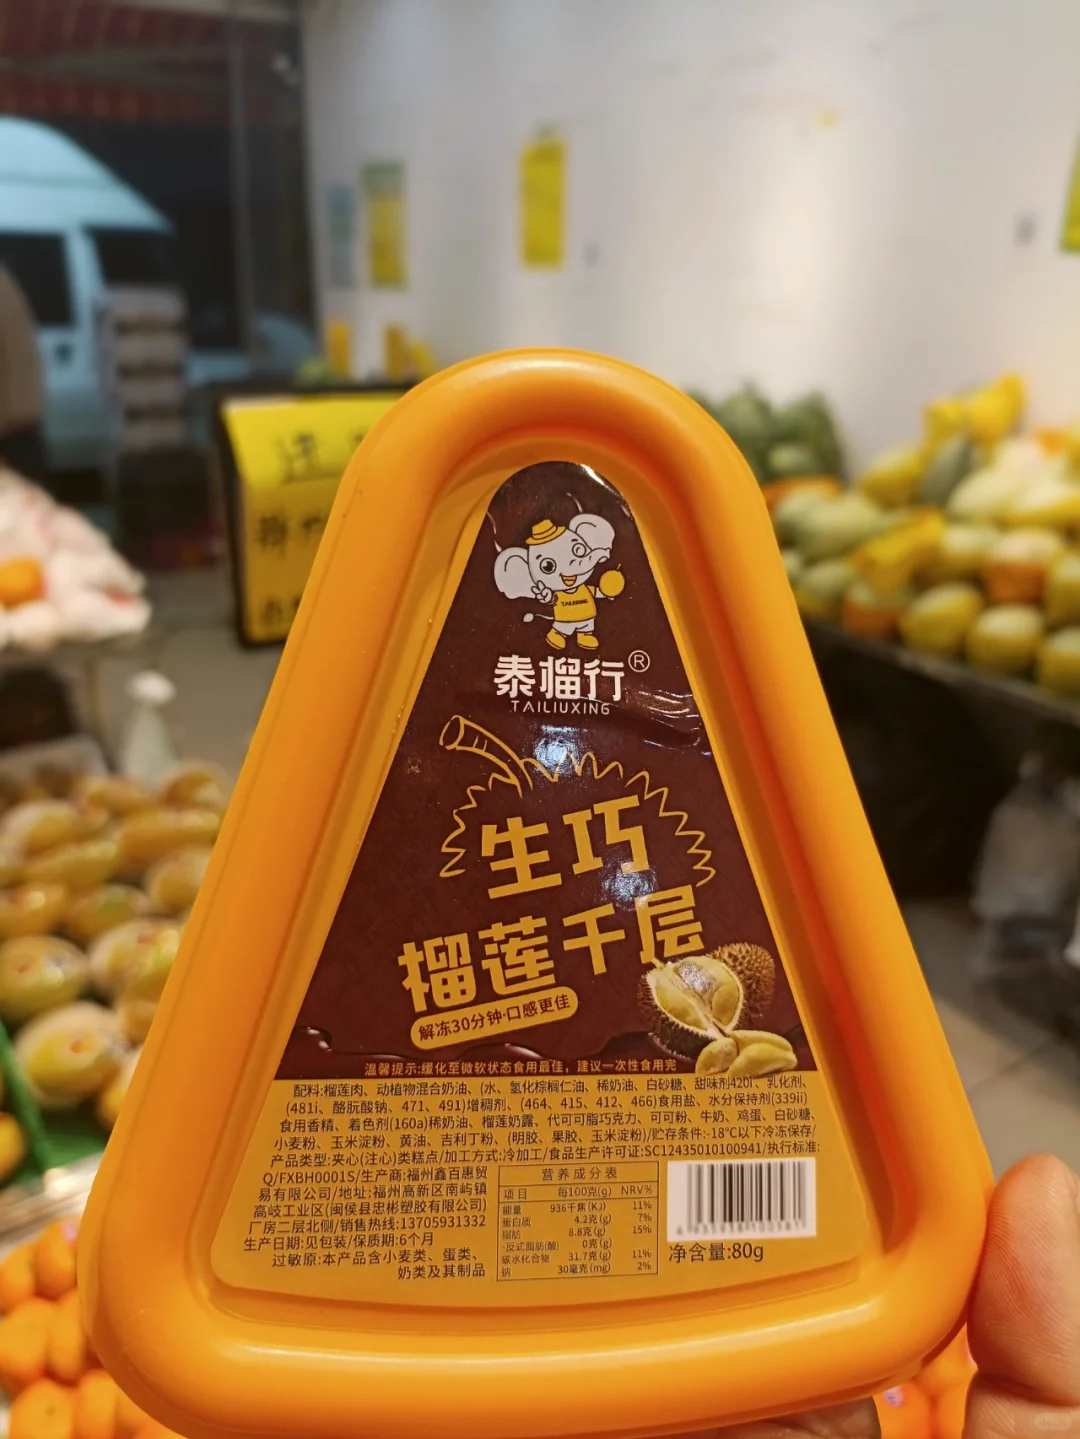 泰榴行®
TAILIUXING
生巧
榴莲千层
解冻30分钟·口感更佳
温馨提示:缓化至微软状态食用最佳，建议一次性食用完
配料:榴莲肉、动植物混合奶油、(水、氢化棕榈仁油、稀奶油、白砂糖、甜味剂420i、乳化剂、
(481i、酪朊酸钠、471、491)增稠剂、(464、415、412、466)食用盐、水分保持剂(339ii)
食用香精、着色剂(160a)稀奶油、榴莲奶露、代可可脂巧克力、可可粉、牛奶、鸡蛋、白砂糖、
小麦粉、玉米淀粉、黄油、吉利丁粉、(明胶、果胶、玉米淀粉)/贮存条件:-18℃以下冷冻保存/
产品类型:夹心(注心)类糕点/加工方式:冷加工/食品生产许可证:SC12435010100941/执行标准:
Q/FXBH0001S/生产商:福州鑫百惠贸
易有限公司/地址:福州高新区南屿镇
高岐工业区(闽侯县忠彬塑胶有限公司)
厂房二层北侧/销售热线:13705931332
生产日期:见包装/保质期:6个月
过敏原:本产品含小麦类、蛋类、
奶类及其制品
营养成分表
项目 每100克(g) NRV%
能量 936千焦(KJ) 11%
蛋白质 4.2克(g) 7%
脂肪 8.8克(g) 15%
-反式脂肪(酸) 0克(g)
碳水化合物 31.7克(g) 11%
钠 30毫克(mg) 2%
净含量:80g